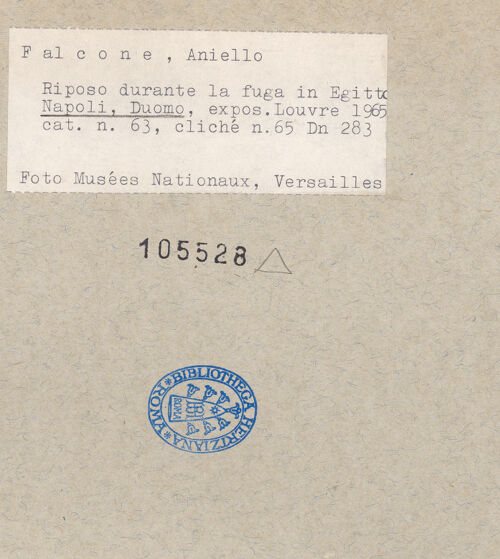 Falcone, Aniello
Riposo durante la fuga in Egitto
Napoli, Duomo, expos.Louvre 1965
cat. n. 63, cliché n.65 Dn 283
Foto Musées Nationaux, Versailles
105528
BIBLIOTHECA HERTZIANA * ROMA *
ROMA